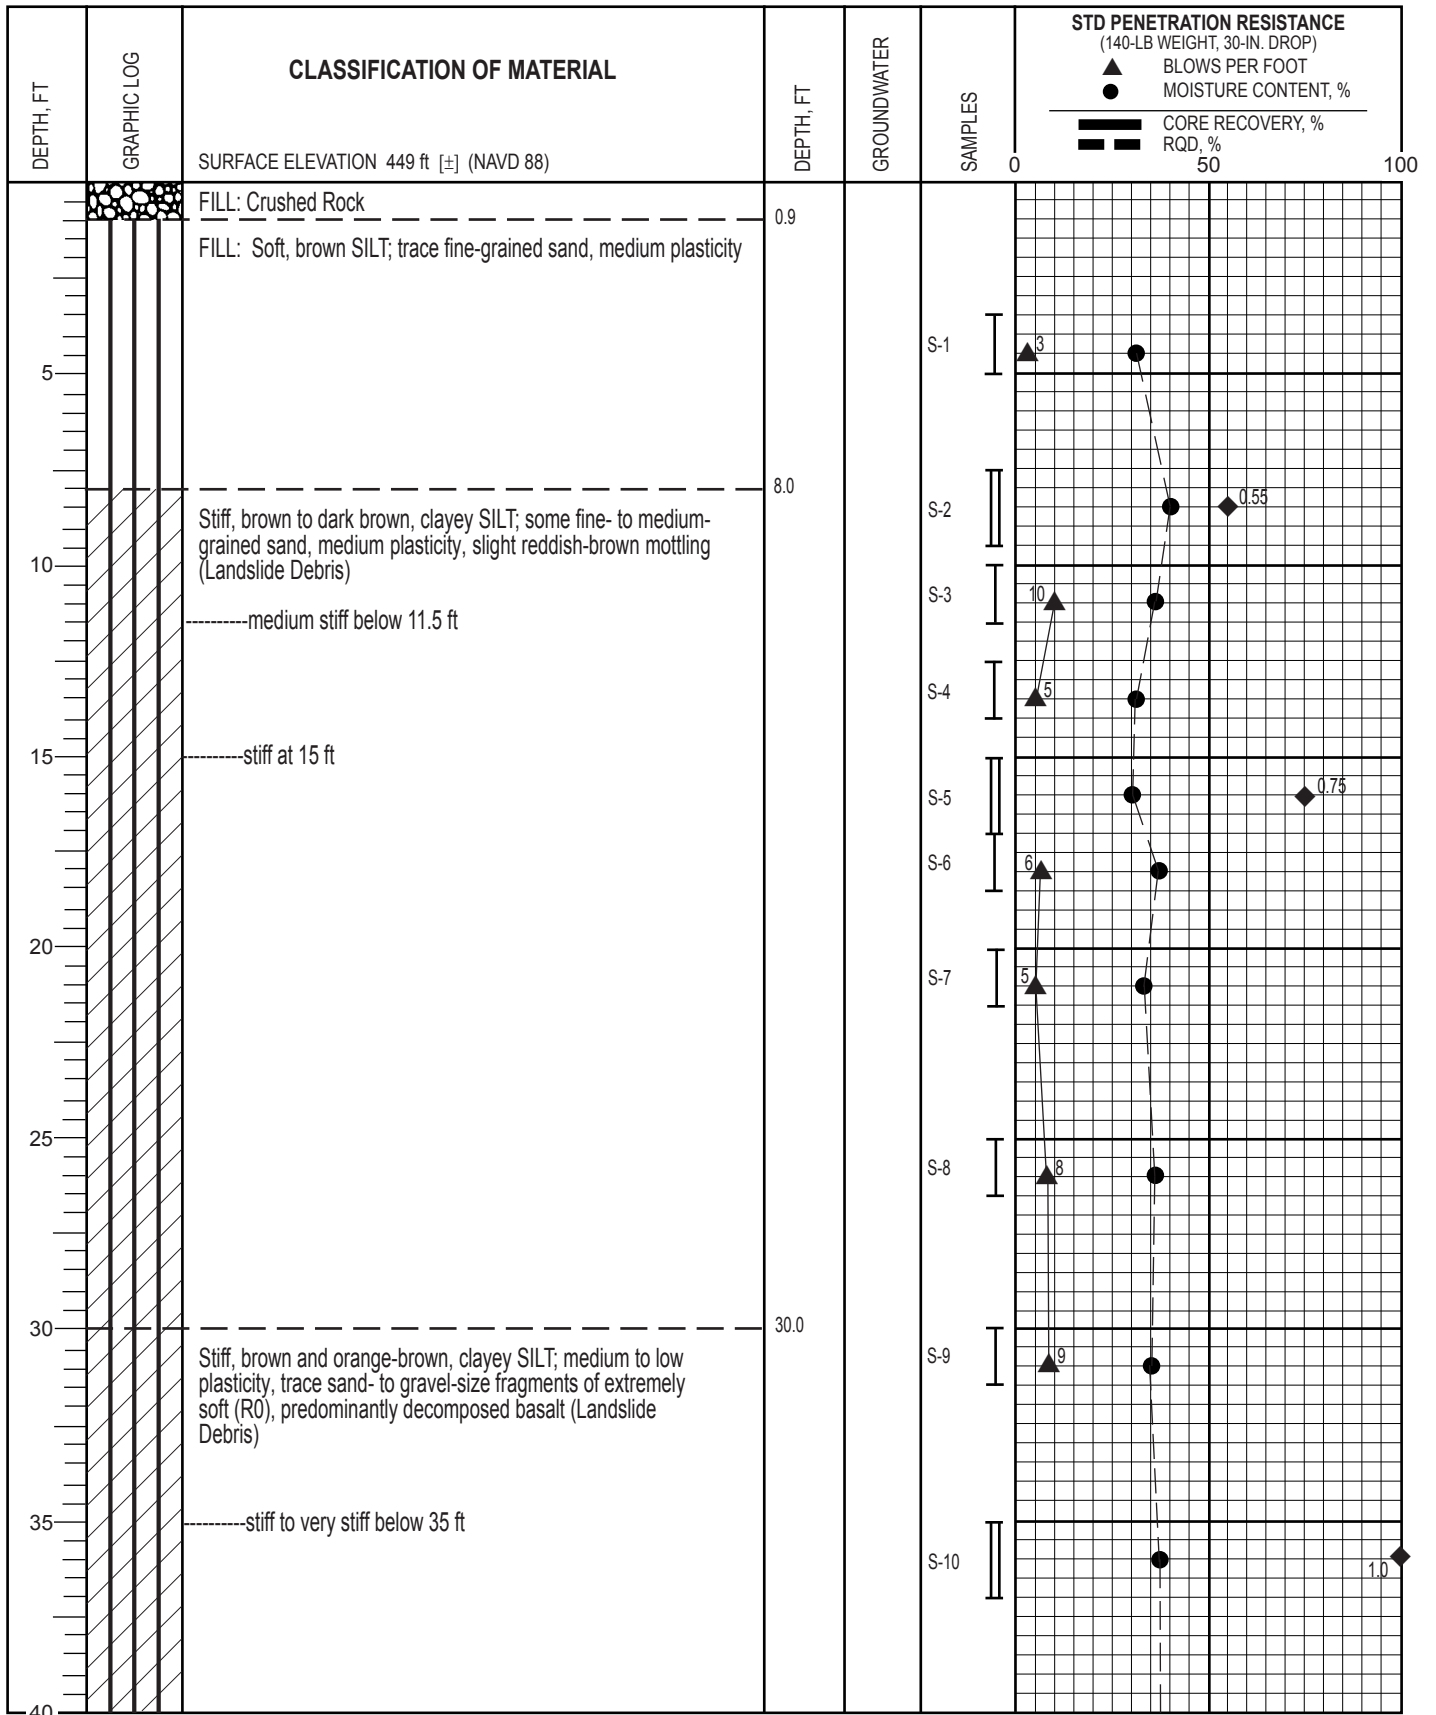 DEPTH, FT
GRAPHIC LOG
CLASSIFICATION OF MATERIAL
SURFACE ELEVATION 449 ft [±] (NAVD 88)
DEPTH, FT
GROUNDWATER
SAMPLES
STD PENETRATION RESISTANCE
(140-LB WEIGHT, 30-IN. DROP)
BLOWS PER FOOT
MOISTURE CONTENT, %
CORE RECOVERY, %
RQD, %
0 50 100
FILL: Crushed Rock
0.9
FILL: Soft, brown SILT; trace fine-grained sand, medium plasticity
S-1 3
5
8.0
Stiff, brown to dark brown, clayey SILT; some fine- to medium-
grained sand, medium plasticity, slight reddish-brown mottling
(Landslide Debris)
S-2 0.55
10
S-3 10
medium stiff below 11.5 ft
S-4 5
15
stiff at 15 ft
S-5 0.75
S-6 6
20
S-7 5
25
S-8 8
30
30.0
Stiff, brown and orange-brown, clayey SILT; medium to low
plasticity, trace sand- to gravel-size fragments of extremely
soft (R0), predominantly decomposed basalt (Landslide
Debris)
S-9 9
35
stiff to very stiff below 35 ft
S-10 1.0
40